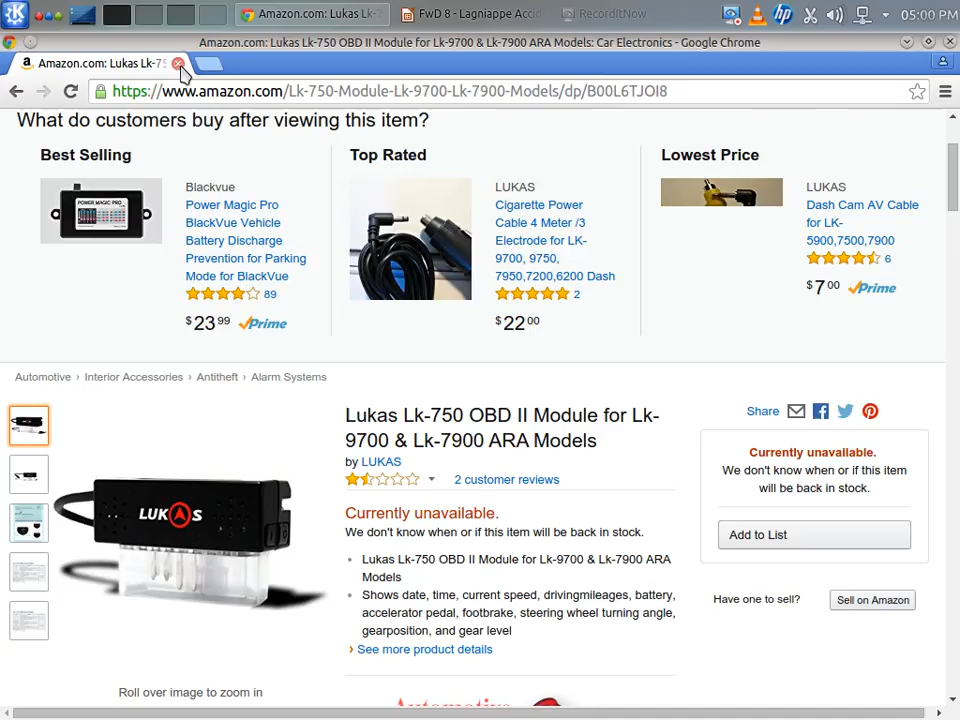 Amazon.com: Lukas Lk-7
FwD 8 - Lagniappe Accid
RecordItNow
05:00 PM
Amazon.com: Lukas Lk-750 OBD II Module for Lk-9700 & Lk-7900 ARA Models: Car Electronics - Google Chrome
Amazon.com: Lukas Lk-75
https://www.amazon.com/Lk-750-Module-Lk-9700-Lk-7900-Models/dp/B00L6TJOI8
What do customers buy after viewing this item?
Best Selling
POWER MAGIC PRO
Blackvue
Power Magic Pro
BlackVue Vehicle
Battery Discharge
Prevention for Parking
Mode for BlackVue
89
$23 99 Prime
Top Rated
LUKAS
Cigarette Power
Cable 4 Meter /3
Electrode for LK-
9700, 9750,
7950,7200,6200 Dash
2
$22 00
Lowest Price
LUKAS
Dash Cam AV Cable
for LK-
5900,7500,7900
6
$7 00 Prime
Automotive › Interior Accessories › Antitheft › Alarm Systems
LUKAS
Roll over image to zoom in
Lukas Lk-750 OBD II Module for Lk-
9700 & Lk-7900 ARA Models
by LUKAS
2 customer reviews
Currently unavailable.
We don't know when or if this item will be back in stock.
• Lukas Lk-750 OBD II Module for Lk-9700 & Lk-7900 ARA
Models
• Shows date, time, current speed, drivingmileages, battery,
accelerator pedal, footbrake, steering wheel turning angle,
gearposition, and gear level
› See more product details
Automotive
Share
Currently unavailable.
We don't know when or if this item
will be back in stock.
Add to List
Have one to sell?
Sell on Amazon